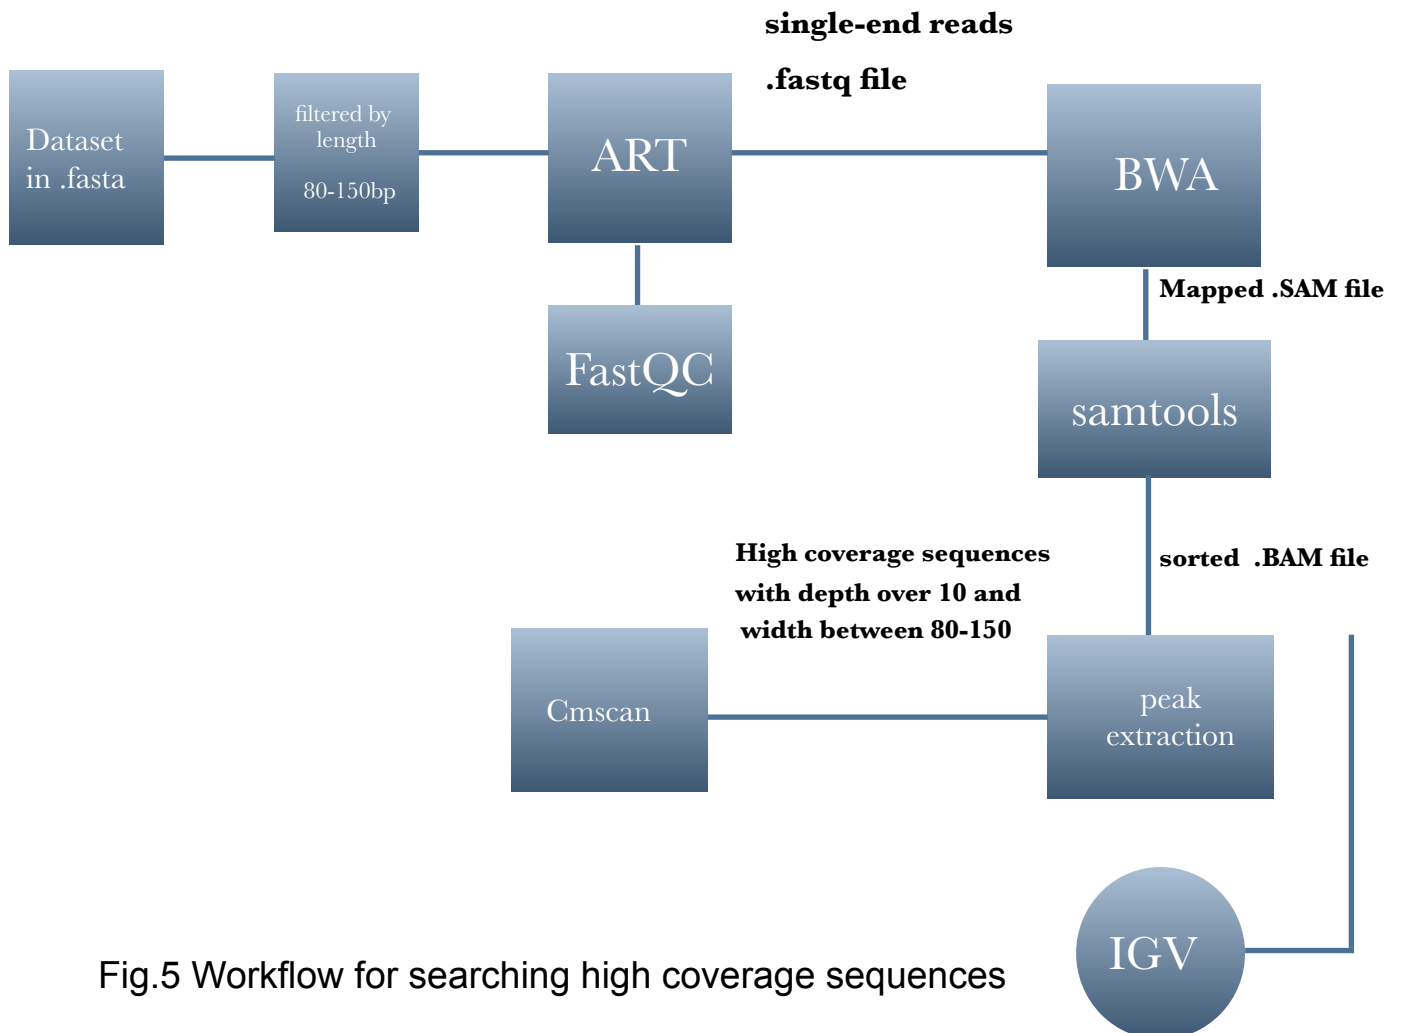 single-end reads
.fastq file
Dataset
in .fasta
filtered by
length
80-150bp
ART
BWA
Mapped .SAM file
FastQC
samtools
High coverage sequences
with depth over 10 and
width between 80-150
sorted .BAM file
Cmscan
peak
extraction
IGV
Fig.5 Workflow for searching high coverage sequences